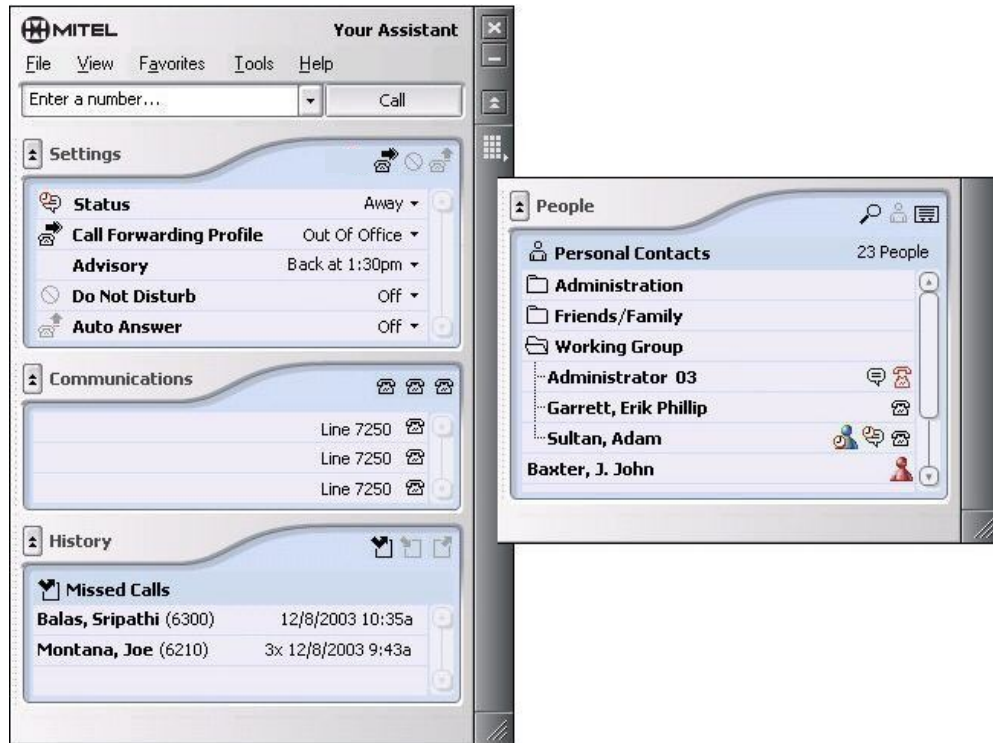 MITEL Your Assistant
File View Favorites Tools Help
Enter a number... Call
Settings
Status Away
Call Forwarding Profile Out Of Office
Advisory Back at 1:30pm
Do Not Disturb Off
Auto Answer Off
Communications
Line 7250
Line 7250
Line 7250
History
Missed Calls
Balas, Sripathi (6300) 12/8/2003 10:35a
Montana, Joe (6210) 3x 12/8/2003 9:43a
People
Personal Contacts 23 People
Administration
Friends/Family
Working Group
Administrator 03
Garrett, Erik Phillip
Sultan, Adam
Baxter, J. John